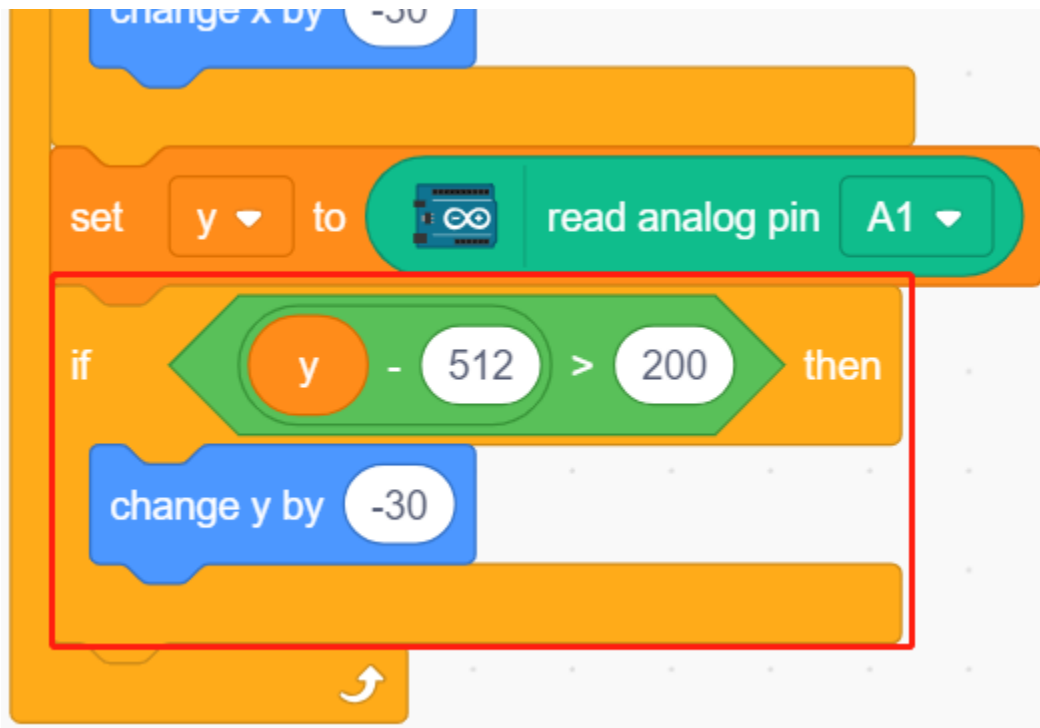 change x by -30
set y to read analog pin A1
if y - 512 > 200 then
change y by -30